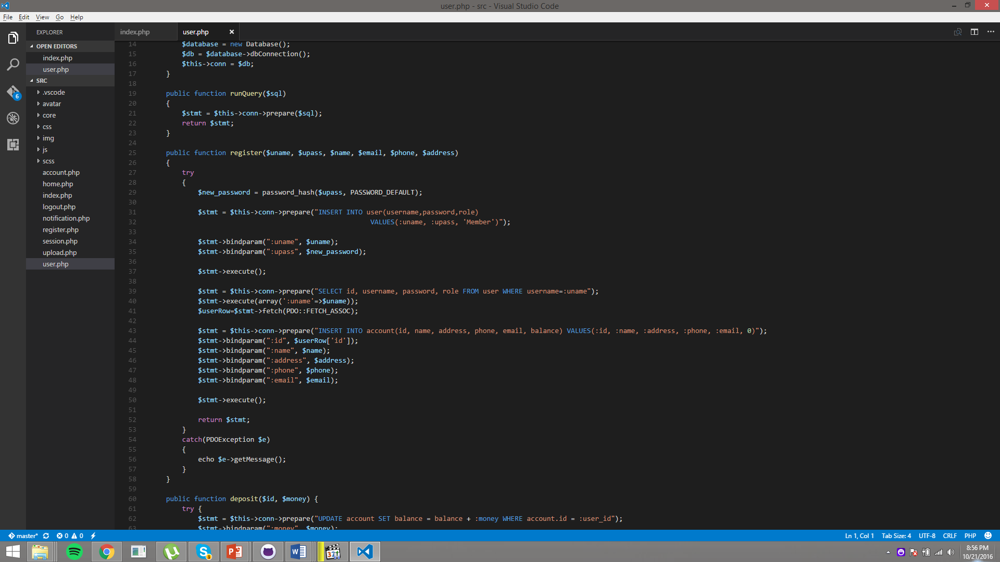 user.php - src - Visual Studio Code
File Edit View Go Help
EXPLORER
OPEN EDITORS
index.php
user.php
SRC
.vscode
avatar
core
css
img
js
scss
account.php
home.php
index.php
logout.php
notification.php
register.php
session.php
upload.php
user.php
6
index.php user.php
14 $database = new Database();
15 $db = $database->dbConnection();
16 $this->conn = $db;
17 }
18
19 public function runQuery($sql)
20 {
21 $stmt = $this->conn->prepare($sql);
22 return $stmt;
23 }
24
25 public function register($uname, $upass, $name, $email, $phone, $address)
26 {
27 try
28 {
29 $new_password = password_hash($upass, PASSWORD_DEFAULT);
30
31 $stmt = $this->conn->prepare("INSERT INTO user(username,password,role)
32 VALUES(:uname, :upass, 'Member')");
33
34 $stmt->bindparam(":uname", $uname);
35 $stmt->bindparam(":upass", $new_password);
36
37 $stmt->execute();
38
39 $stmt = $this->conn->prepare("SELECT id, username, password, role FROM user WHERE username=:uname");
40 $stmt->execute(array(':uname'=>$uname));
41 $userRow=$stmt->fetch(PDO::FETCH_ASSOC);
42
43 $stmt = $this->conn->prepare("INSERT INTO account(id, name, address, phone, email, balance) VALUES(:id, :name, :address, :phone, :email, 0)");
44 $stmt->bindparam(":id", $userRow['id']);
45 $stmt->bindparam(":name", $name);
46 $stmt->bindparam(":address", $address);
47 $stmt->bindparam(":phone", $phone);
48 $stmt->bindparam(":email", $email);
49
50 $stmt->execute();
51
52 return $stmt;
53 }
54 catch(PDOException $e)
55 {
56 echo $e->getMessage();
57 }
58 }
59
60 public function deposit($id, $money) {
61 try {
62 $stmt = $this->conn->prepare("UPDATE account SET balance = balance + :money WHERE account.id = :user_id");
63 $stmt->bindparam(":money", $money);
master* 0 0 Ln 1, Col 1 Tab Size: 4 UTF-8 CRLF PHP
8:56 PM
10/21/2016